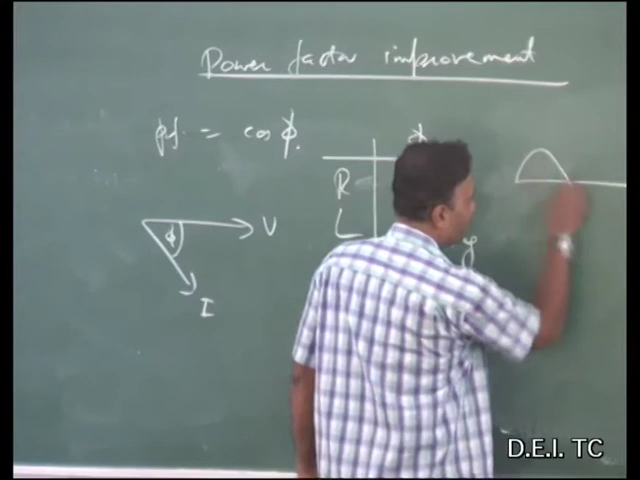 Power factor improvement
pf = cos φ.
R
L
φ
V
I
D.E.I. TC